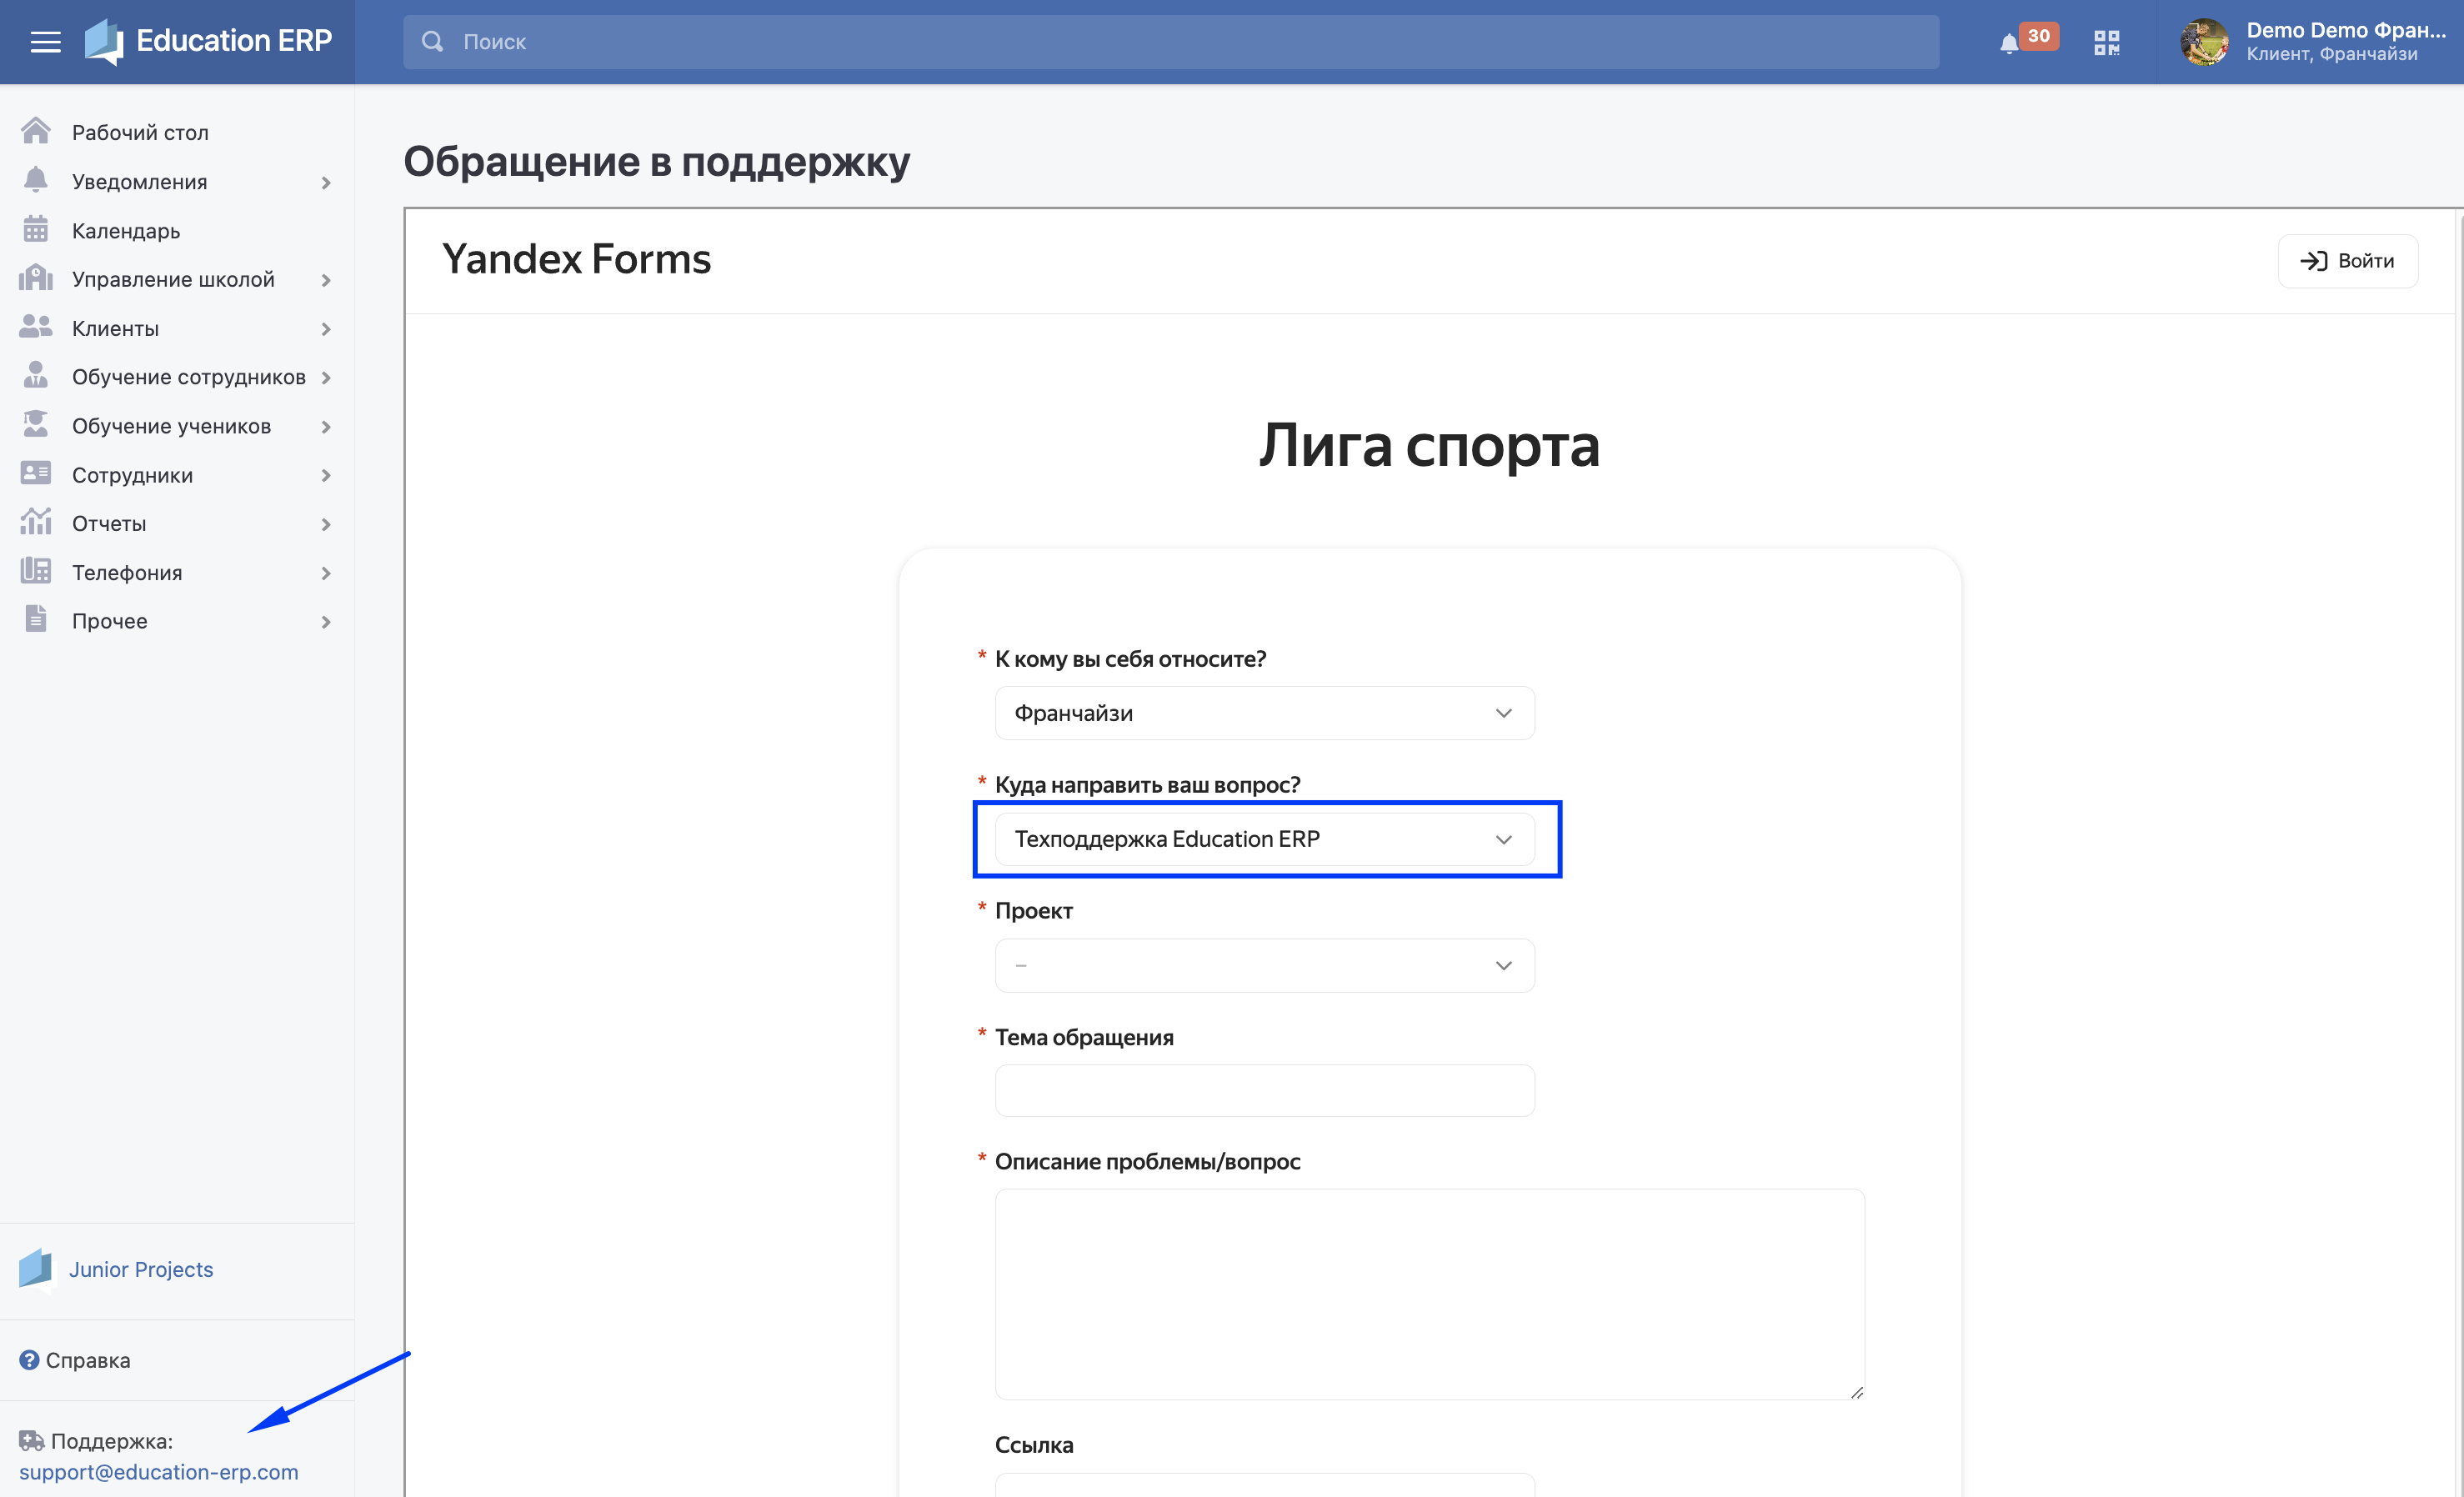 Education ERP
Поиск
30
Demo Demo Фран...
Клиент, Франчайзи
Рабочий стол
Уведомления
Календарь
Управление школой
Клиенты
Обучение сотрудников
Обучение учеников
Сотрудники
Отчеты
Телефония
Прочее
Junior Projects
Справка
Поддержка:
support@education-erp.com
Обращение в поддержку
Yandex Forms
Войти
Лига спорта
* К кому вы себя относите?
Франчайзи
* Куда направить ваш вопрос?
Техподдержка Education ERP
* Проект
–
* Тема обращения
* Описание проблемы/вопрос
Ссылка